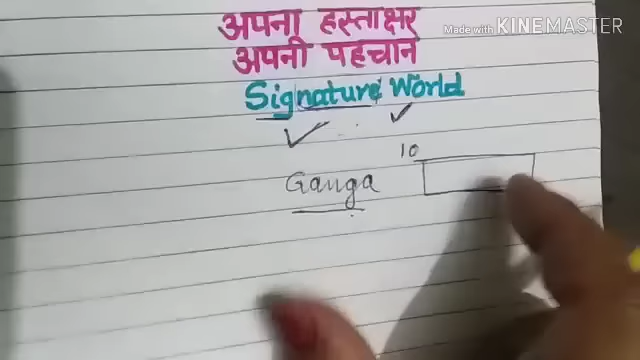 Made with KINEMASTER
अपना हस्ताक्षर
अपनी पहचान
Signature World
10
Ganga